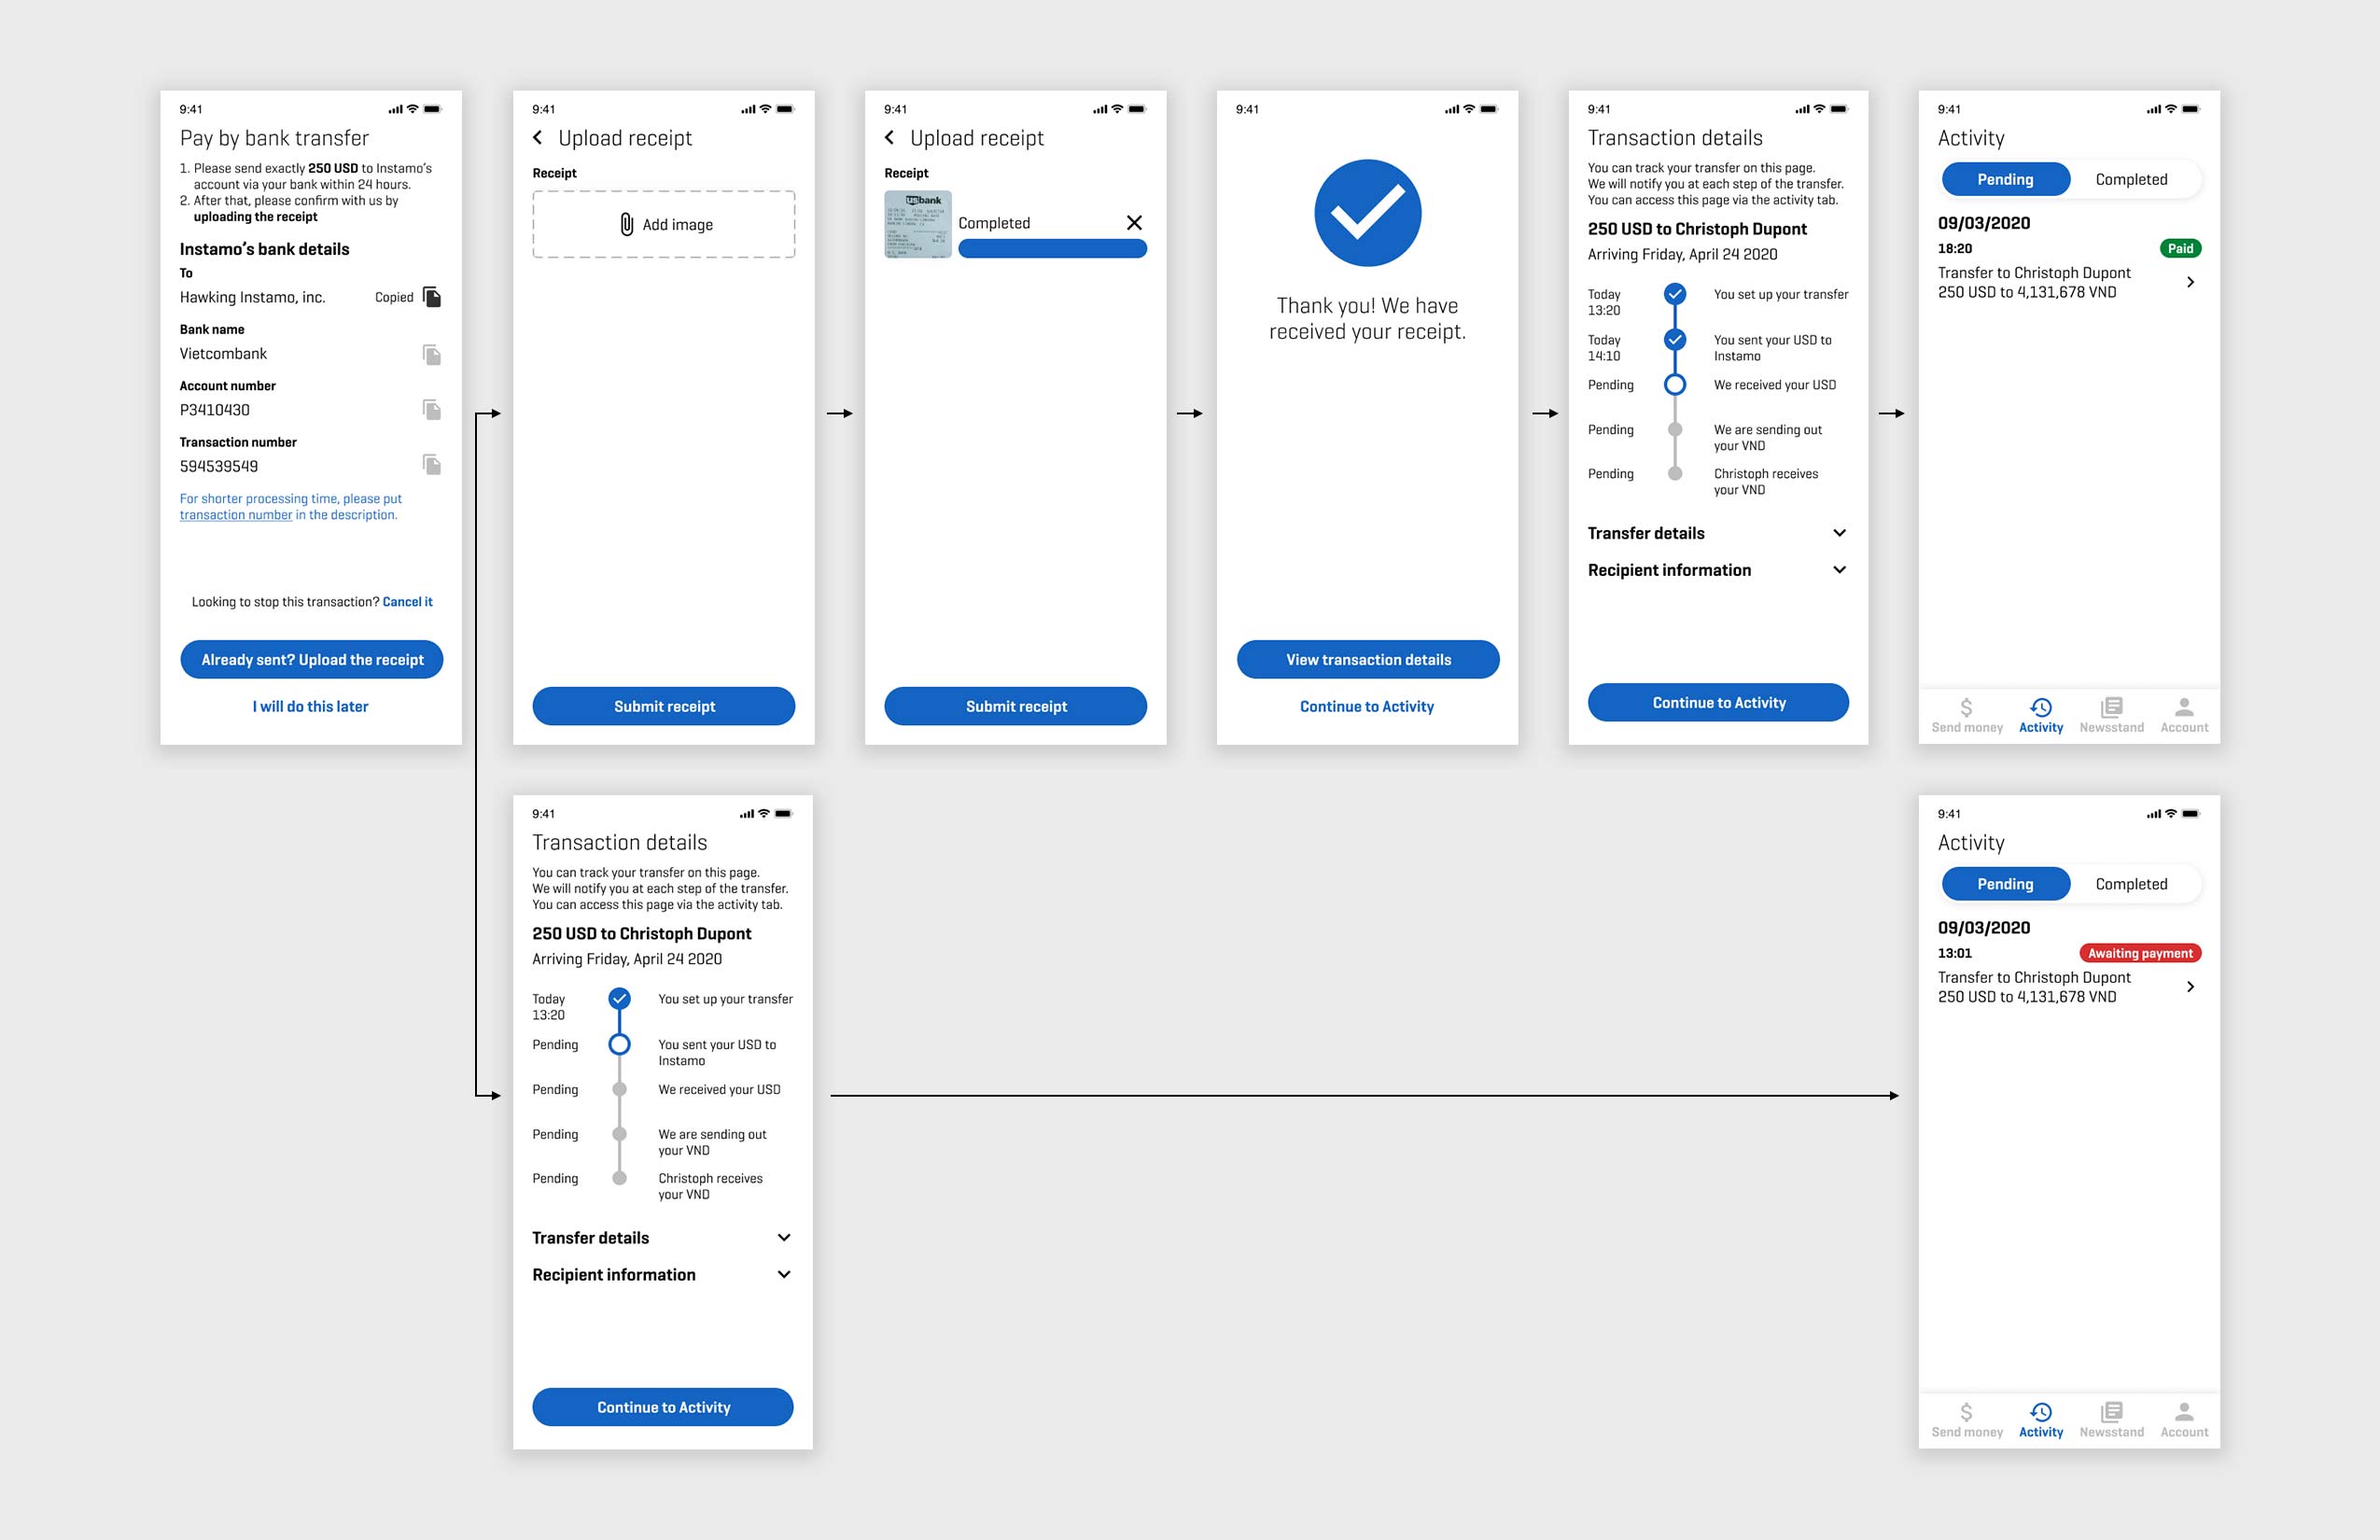 9:41
Pay by bank transfer
1. Please send exactly 250 USD to Instamo's
account via your bank within 24 hours.
2. After that, please confirm with us by
uploading the receipt
Instamo's bank details
To
Hawking Instamo, inc.
Copied
Bank name
Vietcombank
Account number
P3410430
Transaction number
594539549
For shorter processing time, please put
transaction number in the description.
Looking to stop this transaction? Cancel it
Already sent? Upload the receipt
I will do this later
9:41
Upload receipt
Receipt
Add image
Submit receipt
9:41
Upload receipt
Receipt
usbank
Completed
Submit receipt
9:41
Thank you! We have
received your receipt.
View transaction details
Continue to Activity
9:41
Transaction details
You can track your transfer on this page.
We will notify you at each step of the transfer.
You can access this page via the activity tab.
250 USD to Christoph Dupont
Arriving Friday, April 24 2020
Today
13:20
You set up your transfer
Today
14:10
You sent your USD to
Instamo
Pending
We received your USD
Pending
We are sending out
your VND
Pending
Christoph receives
your VND
Transfer details
Recipient information
Continue to Activity
9:41
Activity
Pending
Completed
09/03/2020
18:20
Paid
Transfer to Christoph Dupont
250 USD to 4,131,678 VND
Send money
Activity
Newsstand
Account
9:41
Transaction details
You can track your transfer on this page.
We will notify you at each step of the transfer.
You can access this page via the activity tab.
250 USD to Christoph Dupont
Arriving Friday, April 24 2020
Today
13:20
You set up your transfer
Pending
You sent your USD to
Instamo
Pending
We received your USD
Pending
We are sending out
your VND
Pending
Christoph receives
your VND
Transfer details
Recipient information
Continue to Activity
9:41
Activity
Pending
Completed
09/03/2020
13:01
Awaiting payment
Transfer to Christoph Dupont
250 USD to 4,131,678 VND
Send money
Activity
Newsstand
Account